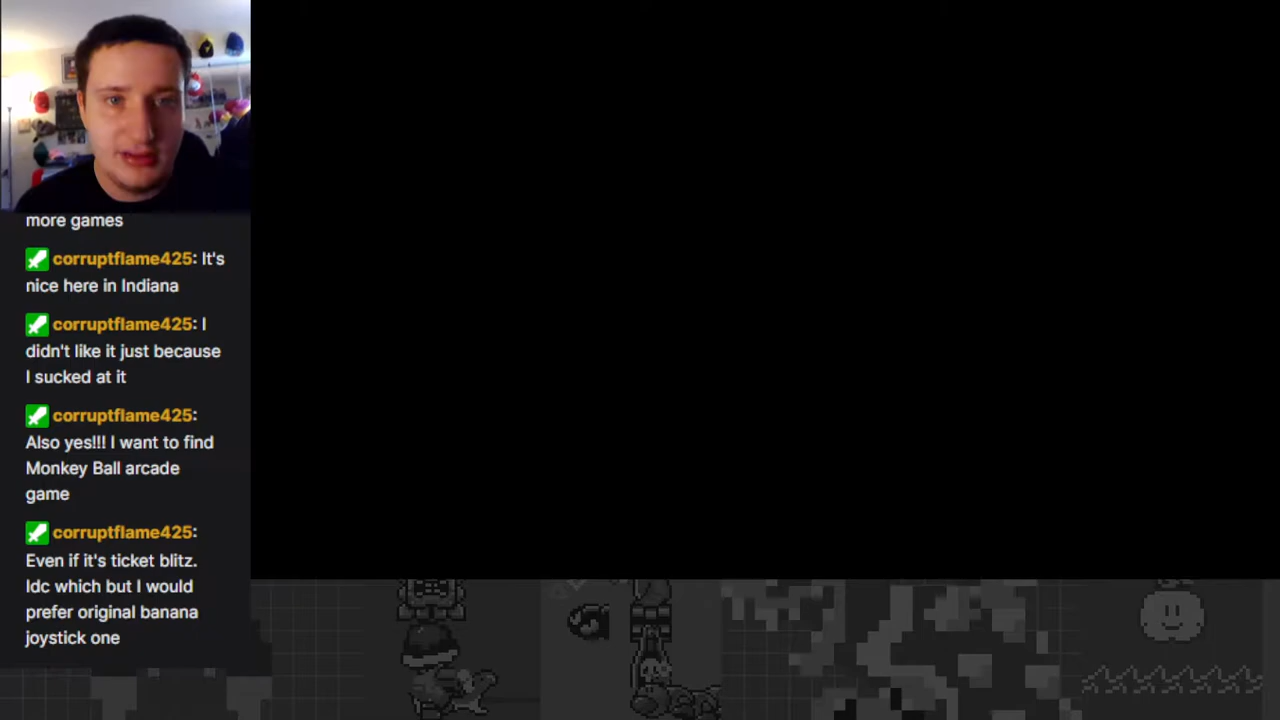 more games
corruptflame425: It's
nice here in Indiana
corruptflame425: I
didn't like it just because
I sucked at it
corruptflame425:
Also yes!!! I want to find
Monkey Ball arcade
game
corruptflame425:
Even if it's ticket blitz.
Idc which but I would
prefer original banana
joystick one